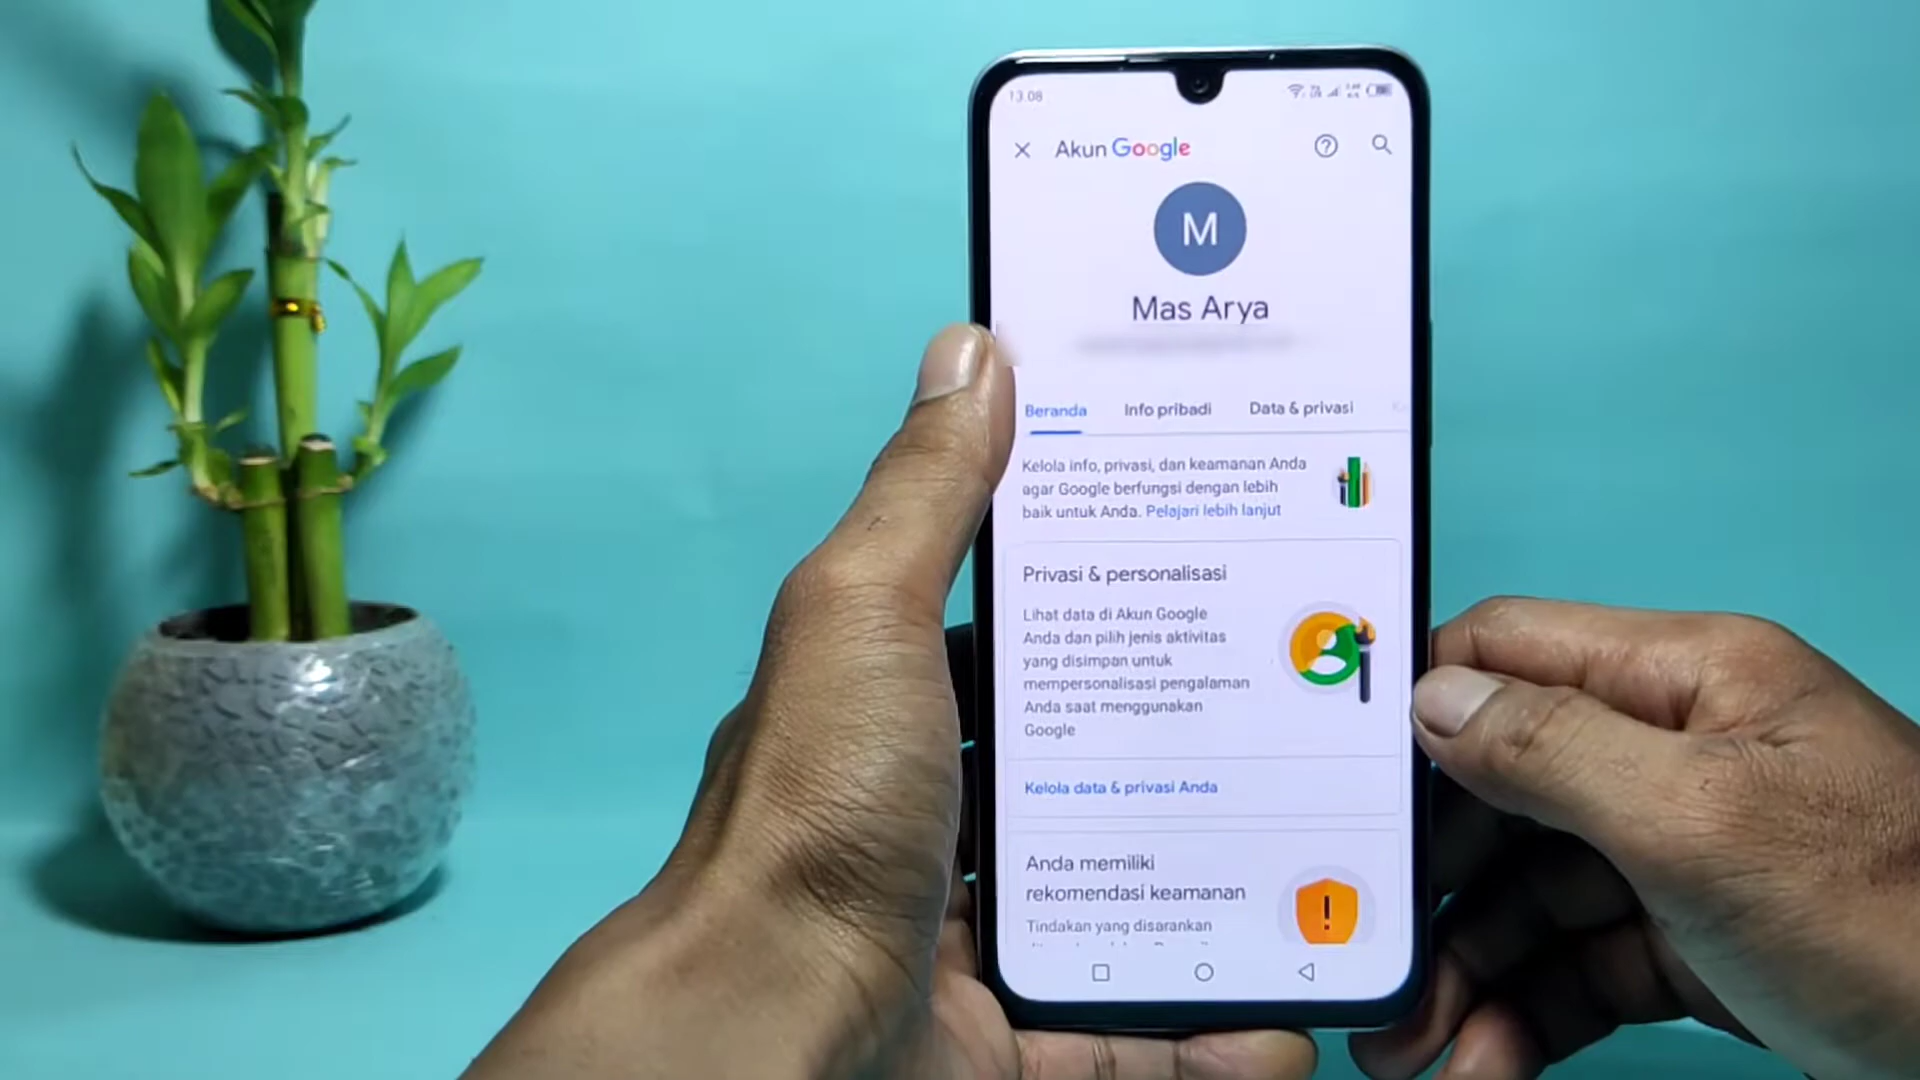 13.08
Akun Google
M
Mas Arya
Beranda Info pribadi Data & privasi
Kelola info, privasi, dan keamanan Anda
agar Google berfungsi dengan lebih
baik untuk Anda. Pelajari lebih lanjut
Privasi & personalisasi
Lihat data di Akun Google
Anda dan pilih jenis aktivitas
yang disimpan untuk
mempersonalisasi pengalaman
Anda saat menggunakan
Google
Kelola data & privasi Anda
Anda memiliki
rekomendasi keamanan
Tindakan yang disarankan